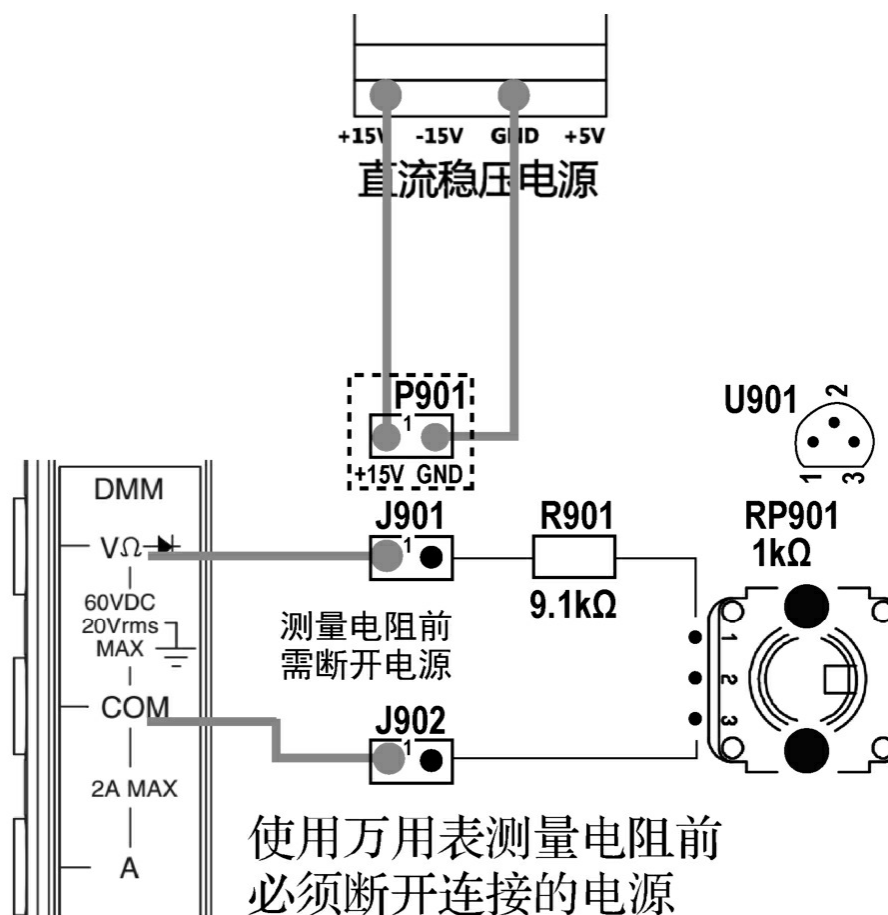 +15V -15V GND +5V
直流稳压电源
P901
1
+15V GND
U901
2
1
3
DMM
VΩ
60VDC
20Vrms
MAX
COM
2A MAX
A
J901
1
R901
9.1kΩ
RP901
1kΩ
1
2
3
测量电阻前
需断开电源
J902
1
使用万用表测量电阻前
必须断开连接的电源